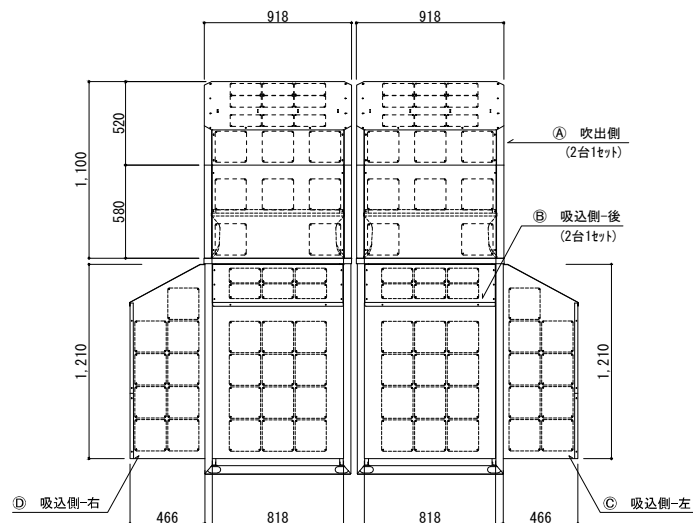 918
918
520
1,100
580
Ⓐ 吹出側
(2台1ｾｯﾄ)
Ⓑ 吸込側-後
(2台1ｾｯﾄ)
1,210
1,210
Ⓓ 吸込側-右
Ⓒ 吸込側-左
466
818
818
466